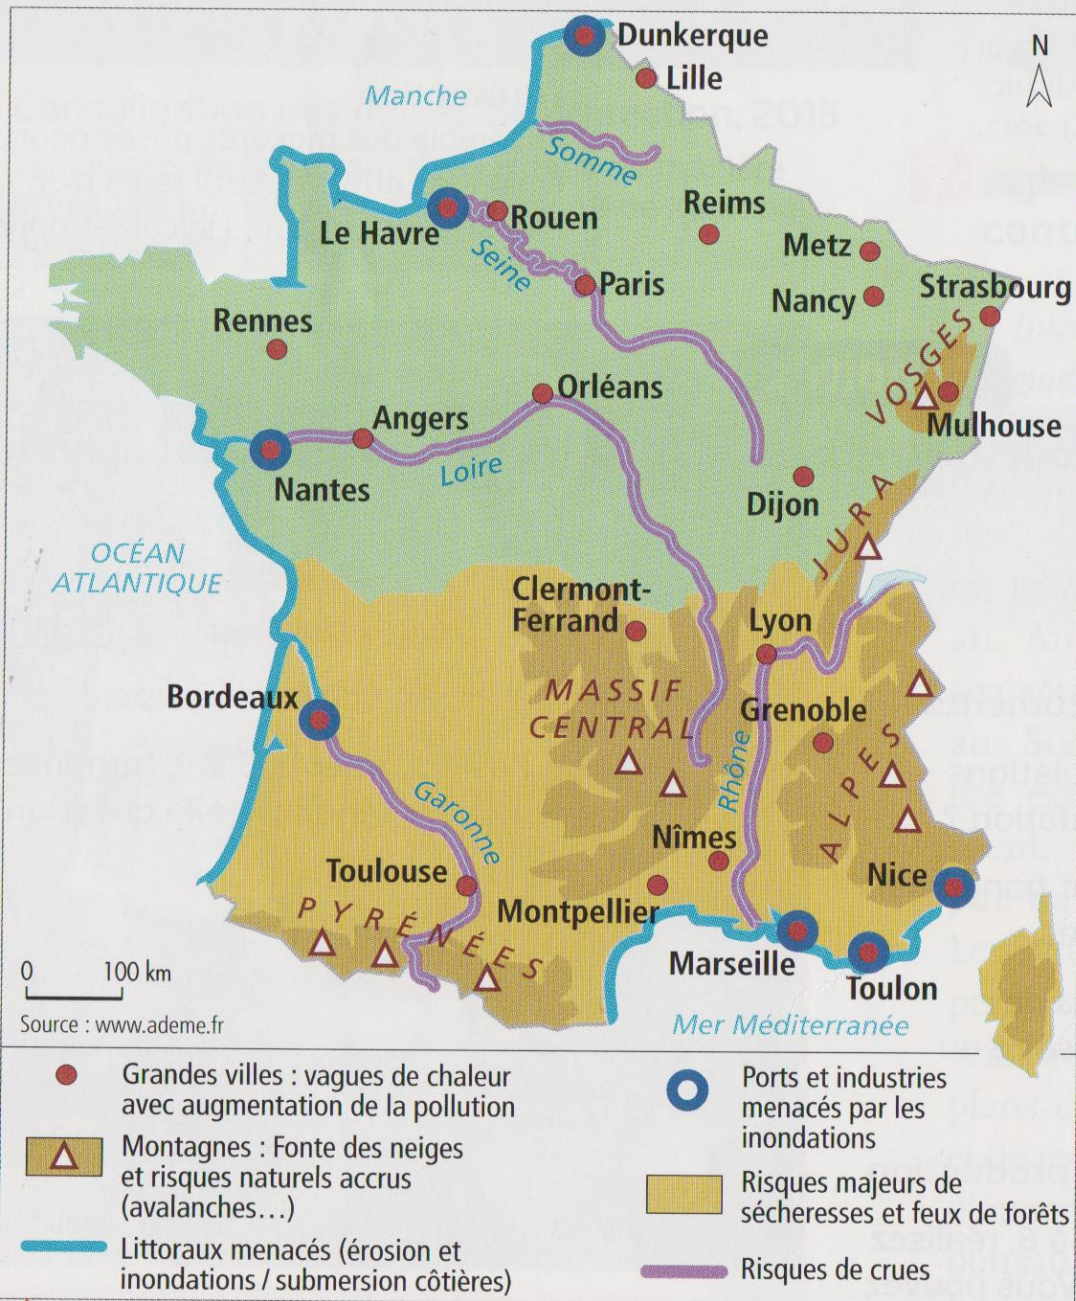 Dunkerque
Lille
N
Manche
Somme
Le Havre
Rouen
Reims
Metz
Seine
Paris
Nancy
Strasbourg
Rennes
VOSGES
Orléans
Mulhouse
Angers
Loire
Nantes
Dijon
JURA
OCÉAN
ATLANTIQUE
Clermont-
Ferrand
Lyon
Bordeaux
MASSIF
CENTRAL
Grenoble
Rhône
ALPES
Garonne
Nîmes
Toulouse
Montpellier
Nice
PYRÉNÉES
Marseille
Toulon
0 100 km
Source : www.ademe.fr
Mer Méditerranée
Grandes villes : vagues de chaleur
avec augmentation de la pollution
Montagnes : Fonte des neiges
et risques naturels accrus
(avalanches...)
Littoraux menacés (érosion et
inondations / submersion côtières)
Ports et industries
menacés par les
inondations
Risques majeurs de
sécheresses et feux de forêts
Risques de crues